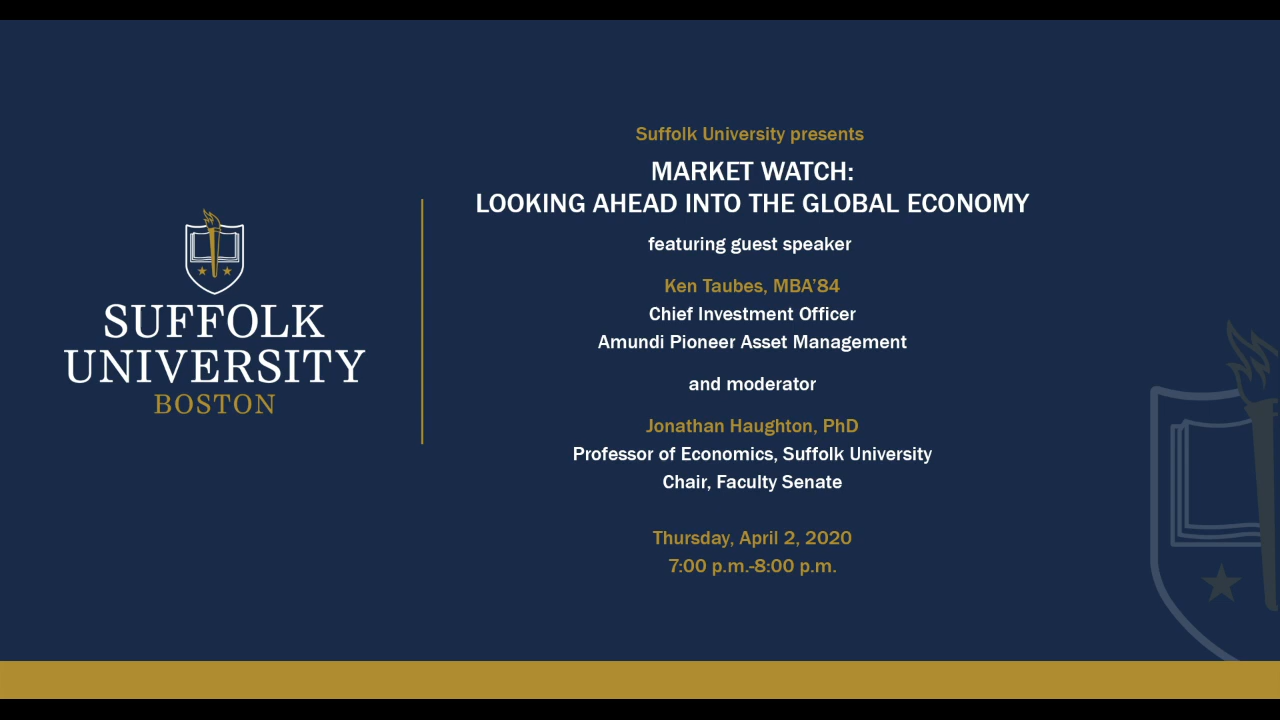 SUFFOLK
UNIVERSITY
BOSTON
Suffolk University presents
MARKET WATCH:
LOOKING AHEAD INTO THE GLOBAL ECONOMY
featuring guest speaker
Ken Taubes, MBA’84
Chief Investment Officer
Amundi Pioneer Asset Management
and moderator
Jonathan Haughton, PhD
Professor of Economics, Suffolk University
Chair, Faculty Senate
Thursday, April 2, 2020
7:00 p.m.-8:00 p.m.